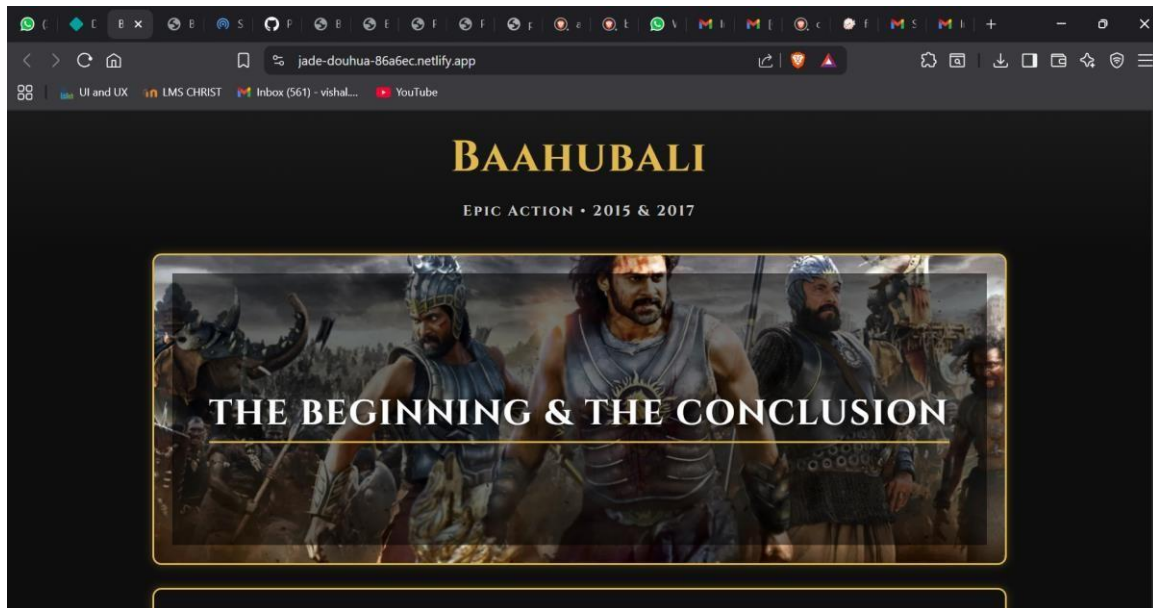 jade-douhua-86a6ec.netlify.app
UI and UX LMS CHRIST Inbox (561) - vishal.... YouTube
BAAHUBALI
EPIC ACTION • 2015 & 2017
THE BEGINNING & THE CONCLUSION